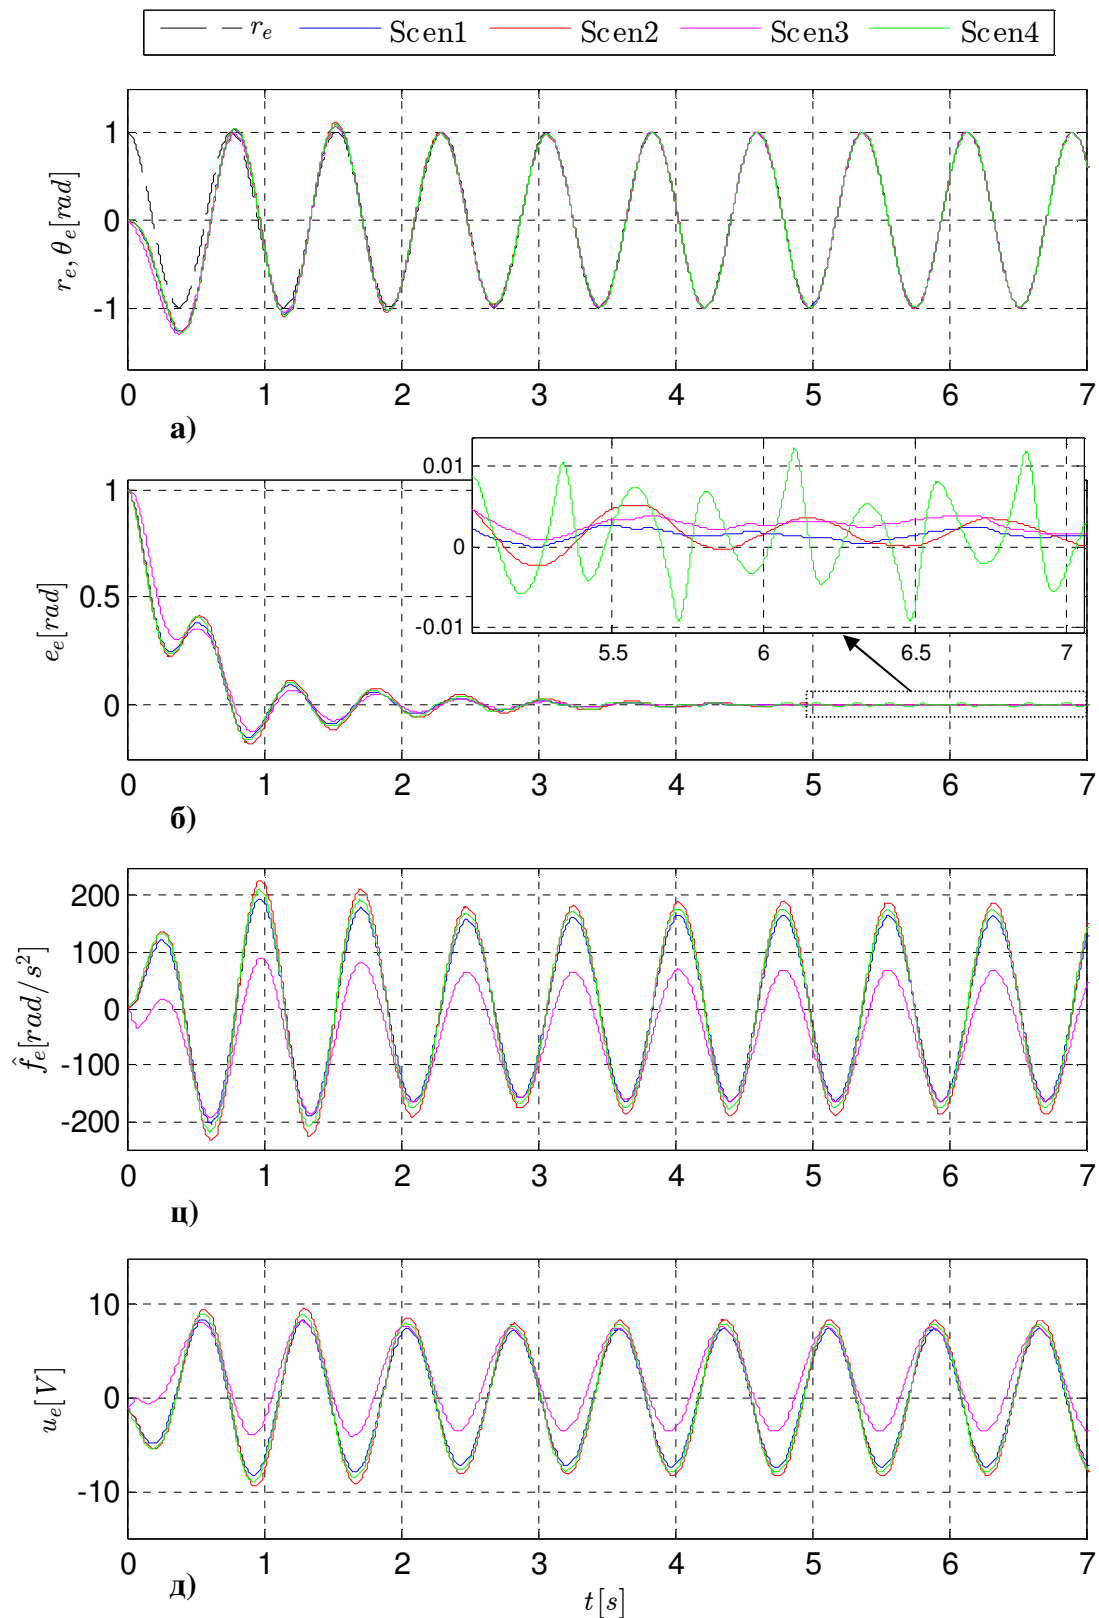 r_e Scen1 Scen2 Scen3 Scen4
1
0
-1
r_e, θ_e[rad]
0 1 2 3 4 5 6 7
а)
0.01
0
-0.01
5.5 6 6.5 7
1
0.5
0
e_e[rad]
0 1 2 3 4 5 6 7
б)
200
100
0
-100
-200
f̂_e[rad/s²]
0 1 2 3 4 5 6 7
ц)
10
0
-10
u_e[V]
0 1 2 3 4 5 6 7
д)
t[s]